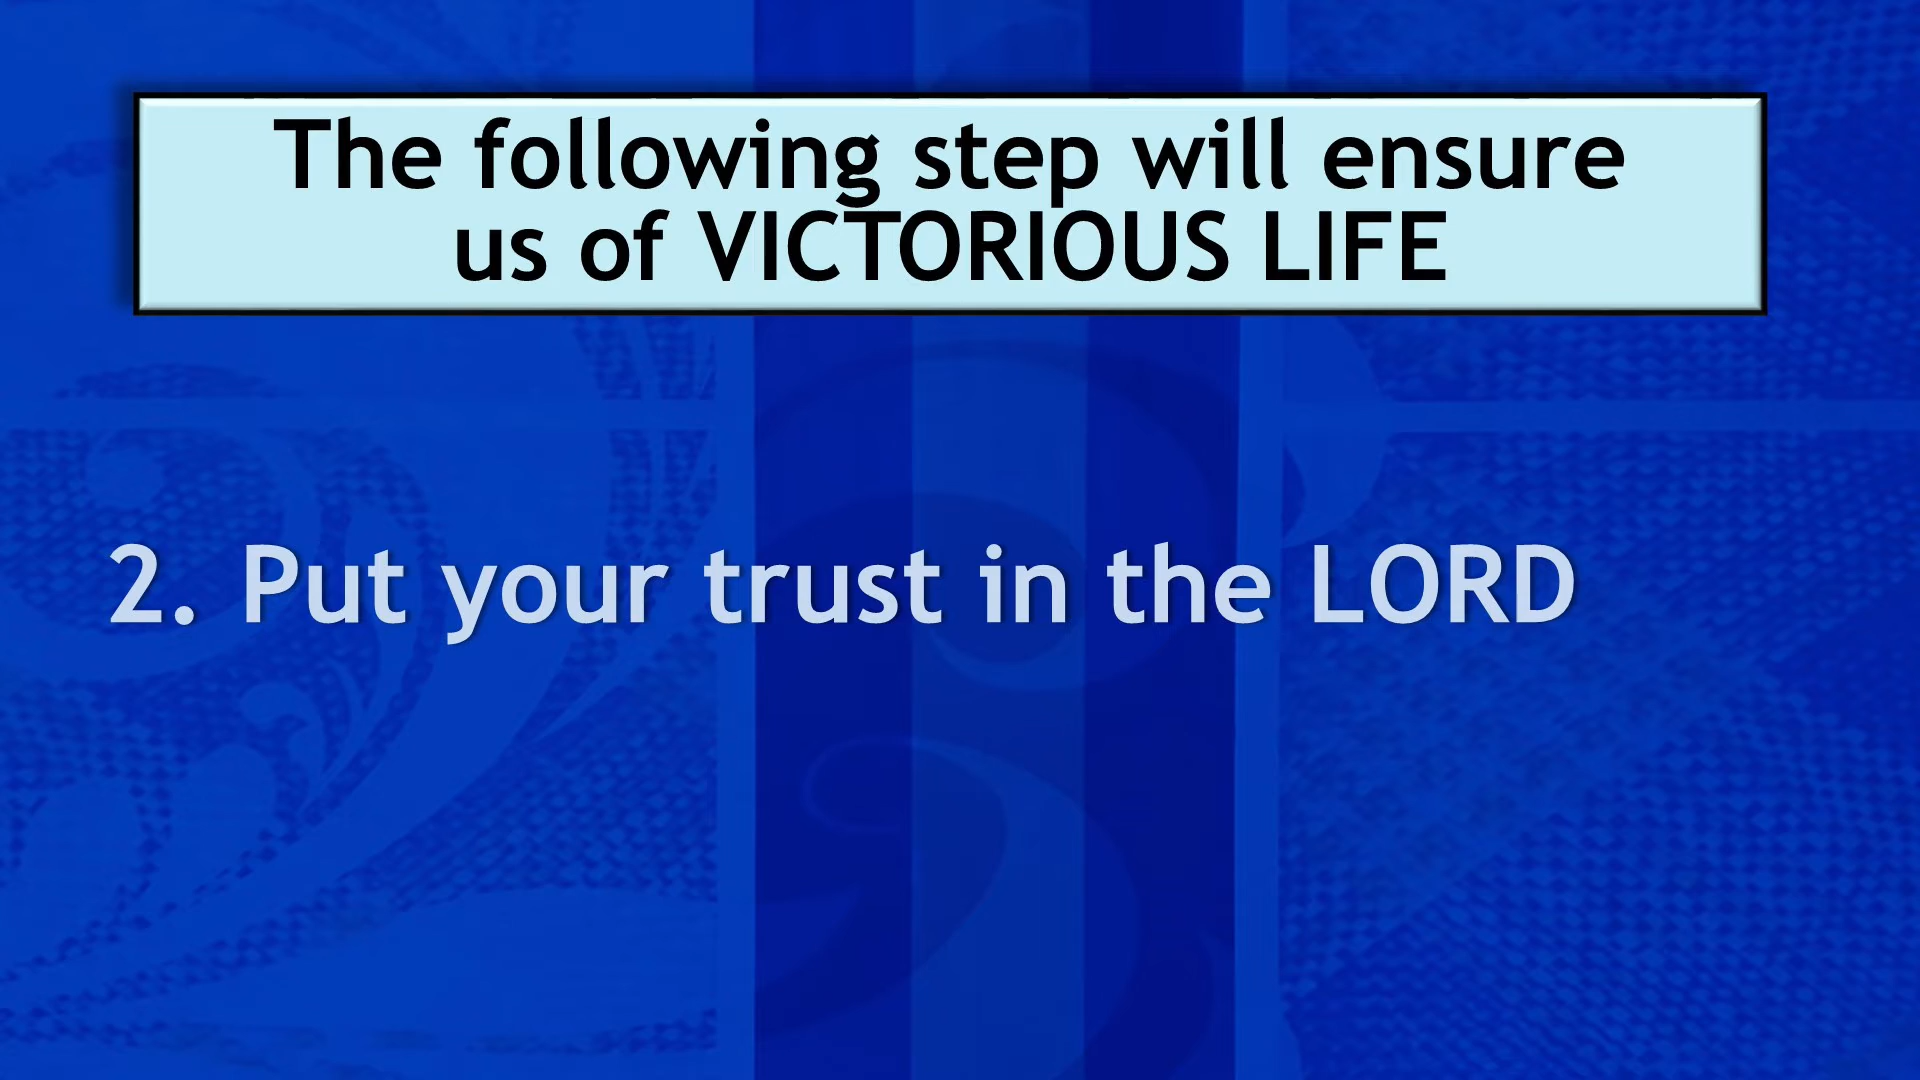 The following step will ensure
us of VICTORIOUS LIFE
2. Put your trust in the LORD